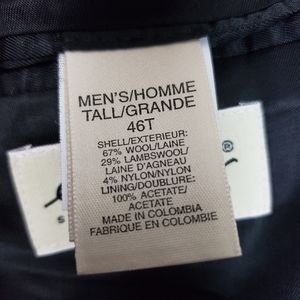 MEN'S/HOMME
TALL/GRANDE
46T
SHELL/EXTERIEUR:
67% WOOL/LAINE
29% LAMBSWOOL/
LAINE D'AGNEAU
4% NYLON/NYLON
LINING/DOUBLURE:
100% ACETATE/
ACETATE
MADE IN COLOMBIA
FABRIQUE EN COLOMBIE